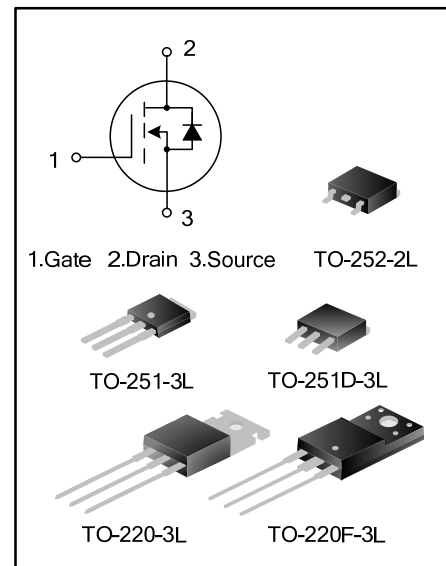 2
1
3
1.Gate 2.Drain 3.Source
TO-252-2L
TO-251-3L
TO-251D-3L
TO-220-3L
TO-220F-3L